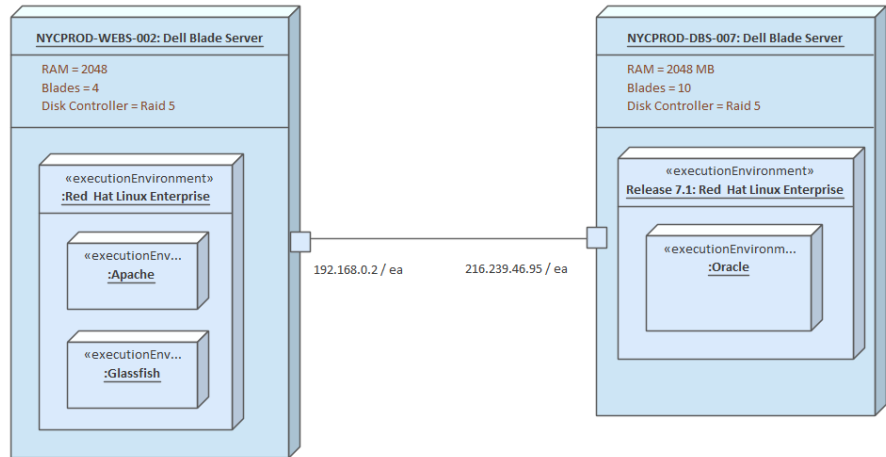 NYCPROD-WEBS-002: Dell Blade Server
RAM = 2048
Blades = 4
Disk Controller = Raid 5
«executionEnvironment»
:Red Hat Linux Enterprise
«executionEnv...
:Apache
«executionEnv...
:Glassfish
192.168.0.2 / ea
216.239.46.95 / ea
NYCPROD-DBS-007: Dell Blade Server
RAM = 2048 MB
Blades = 10
Disk Controller = Raid 5
«executionEnvironment»
Release 7.1: Red Hat Linux Enterprise
«executionEnvironm...
:Oracle